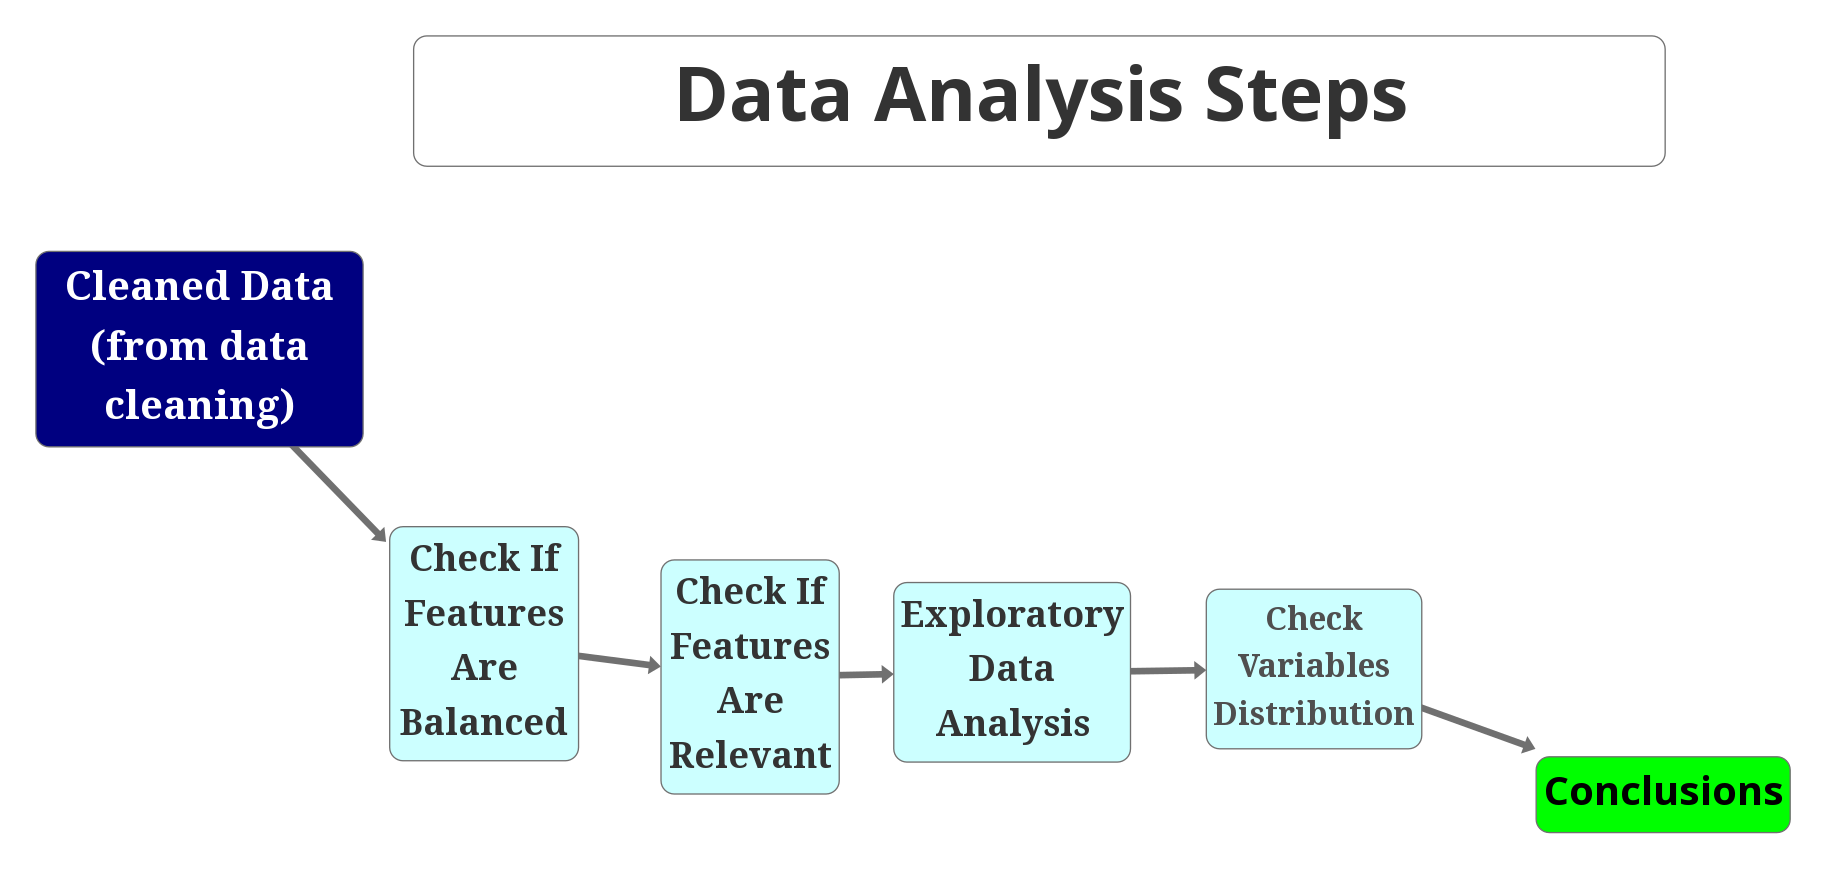 Data Analysis Steps
Cleaned Data
(from data
cleaning)
Check If
Features
Are
Balanced
Check If
Features
Are
Relevant
Exploratory
Data
Analysis
Check
Variables
Distribution
Conclusions